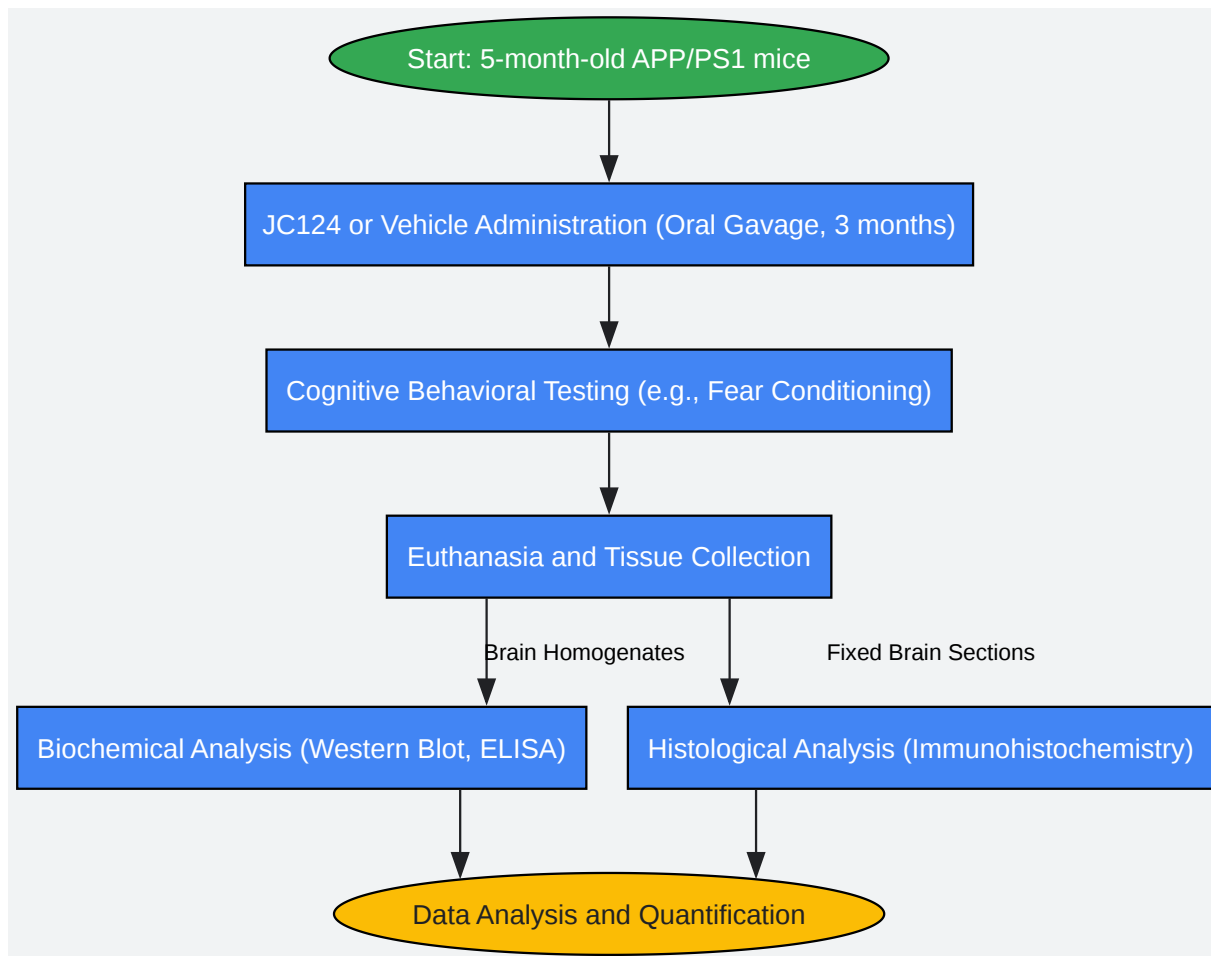 Start: 5-month-old APP/PS1 mice
JC124 or Vehicle Administration (Oral Gavage, 3 months)
Cognitive Behavioral Testing (e.g., Fear Conditioning)
Euthanasia and Tissue Collection
Brain Homogenates
Fixed Brain Sections
Biochemical Analysis (Western Blot, ELISA)
Histological Analysis (Immunohistochemistry)
Data Analysis and Quantification